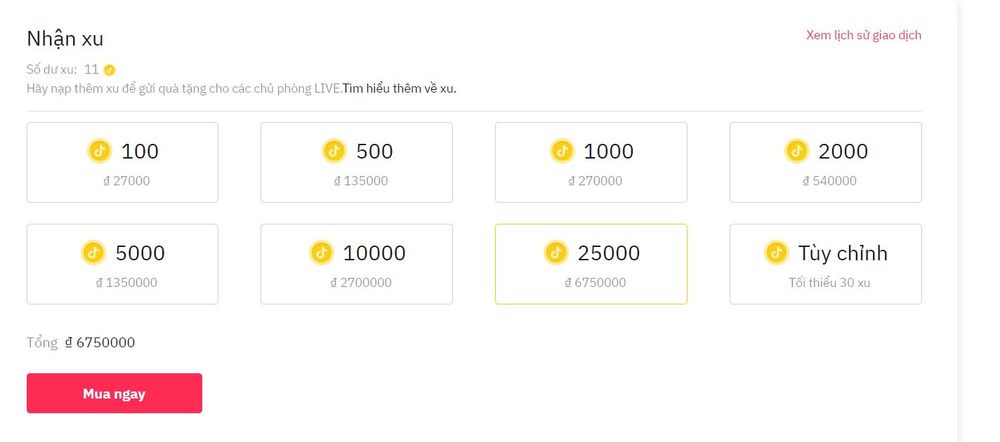 Nhận xu
Xem lịch sử giao dịch
Số dư xu: 11
Hãy nạp thêm xu để gửi quà tặng cho các chủ phòng LIVE.Tìm hiểu thêm về xu.
100
₫ 27000
500
₫ 135000
1000
₫ 270000
2000
₫ 540000
5000
₫ 1350000
10000
₫ 2700000
25000
₫ 6750000
Tùy chỉnh
Tối thiểu 30 xu
Tổng ₫ 6750000
Mua ngay